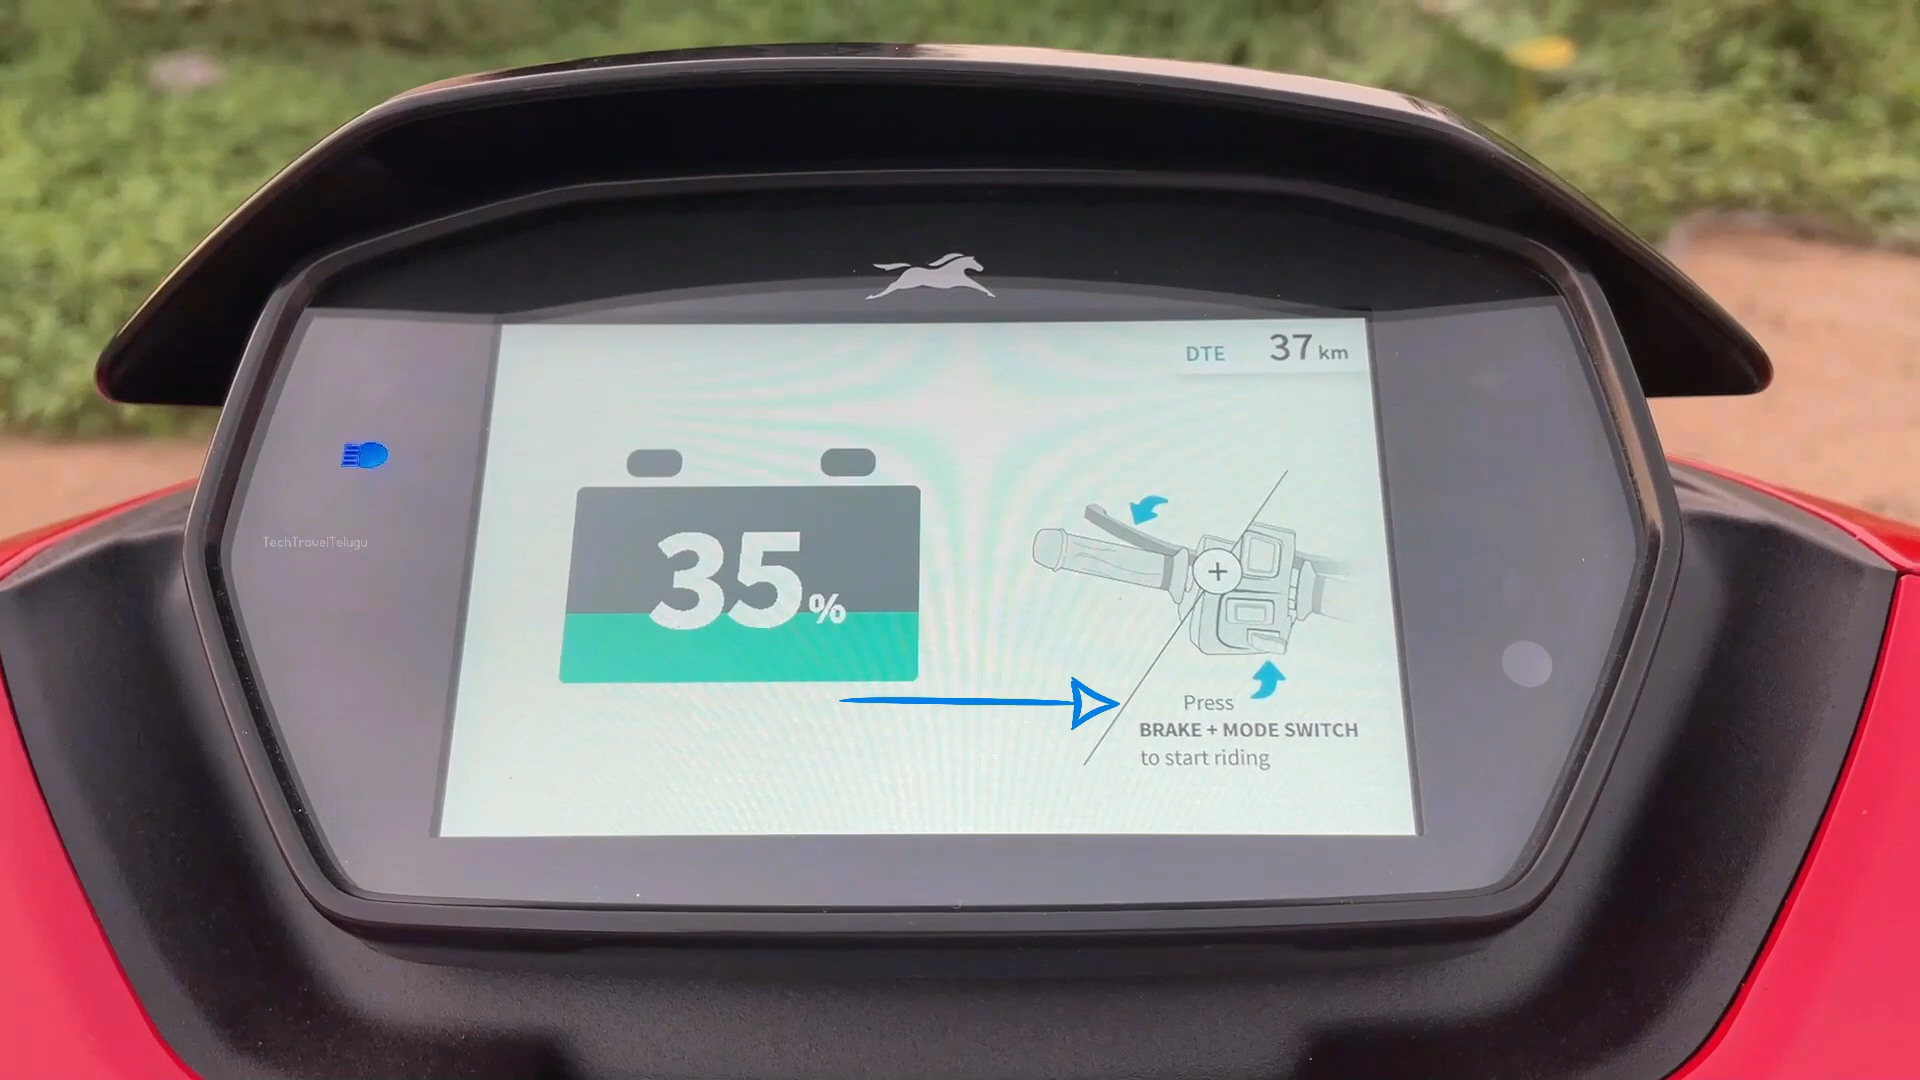 DTE 37 km
TechTravelTelugu
35%
Press
BRAKE + MODE SWITCH
to start riding